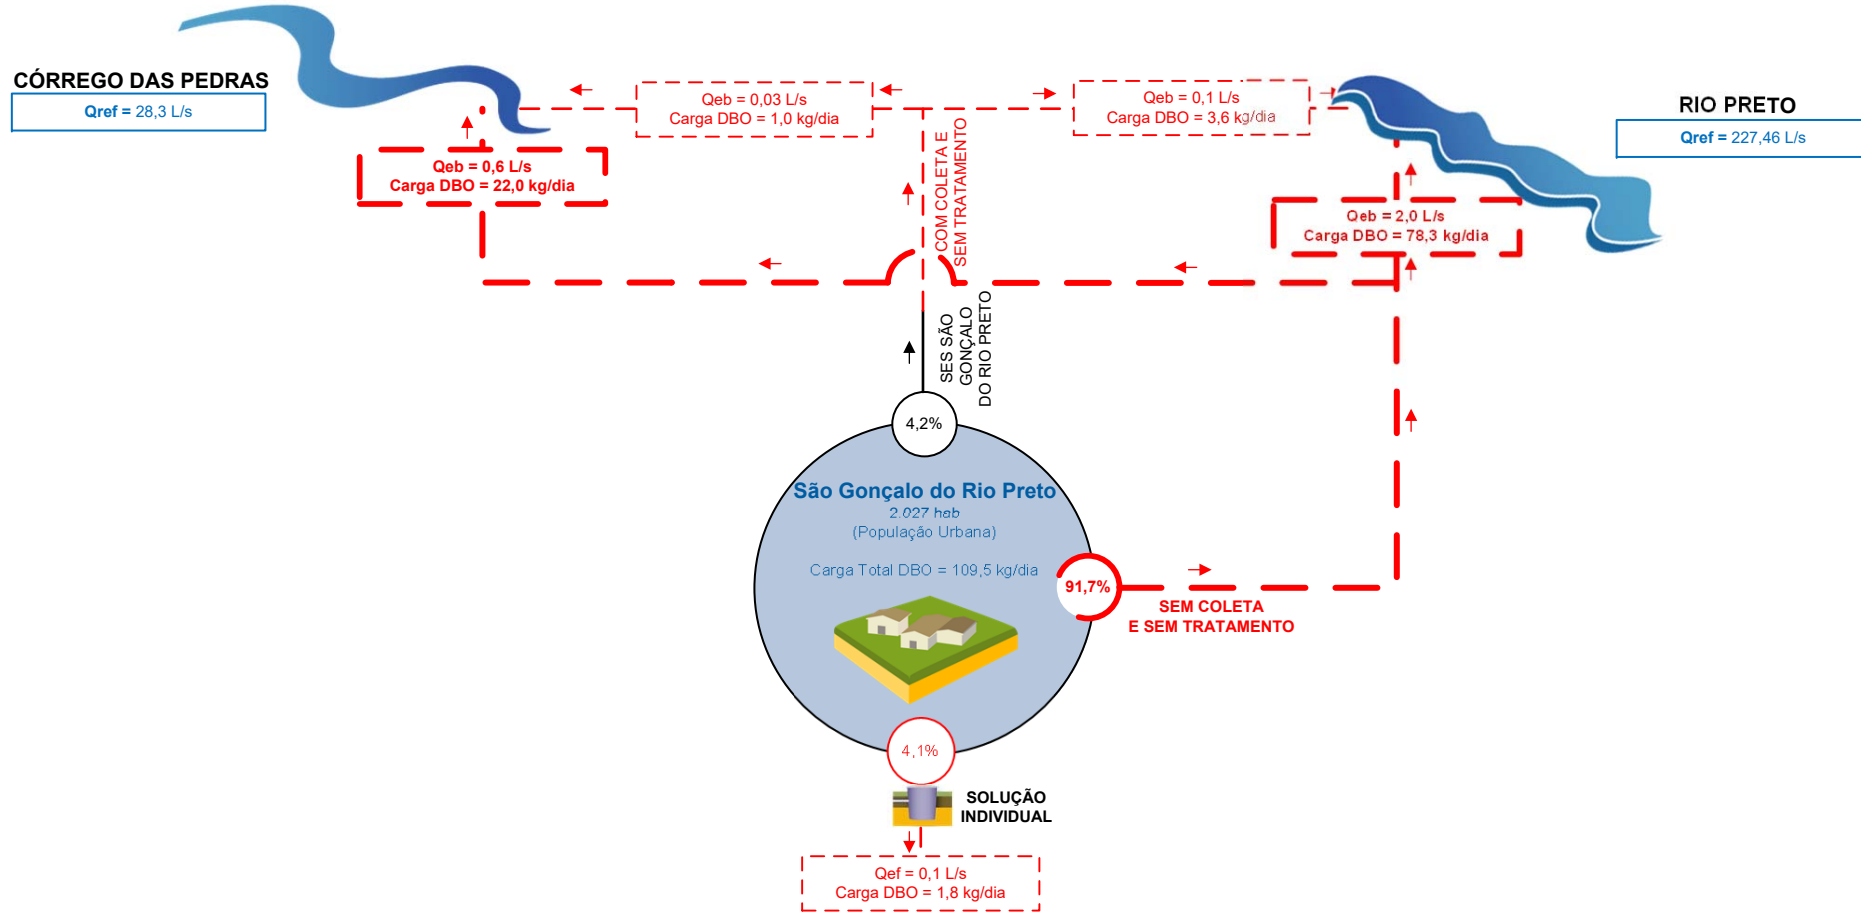 CÓRREGO DAS PEDRAS
Qref = 28,3 L/s
Qeb = 0,03 L/s
Carga DBO = 1,0 kg/dia
Qeb = 0,1 L/s
Carga DBO = 3,6 kg/dia
RIO PRETO
Qref = 227,46 L/s
Qeb = 0,6 L/s
Carga DBO = 22,0 kg/dia
COM COLETA E
SEM TRATAMENTO
Qeb = 2,0 L/s
Carga DBO = 78,3 kg/dia
SES SÃO
GONÇALO
DO RIO PRETO
4,2%
São Gonçalo do Rio Preto
2.027 hab
(População Urbana)
Carga Total DBO = 109,5 kg/dia
91,7%
SEM COLETA
E SEM TRATAMENTO
4,1%
SOLUÇÃO
INDIVIDUAL
Qef = 0,1 L/s
Carga DBO = 1,8 kg/dia